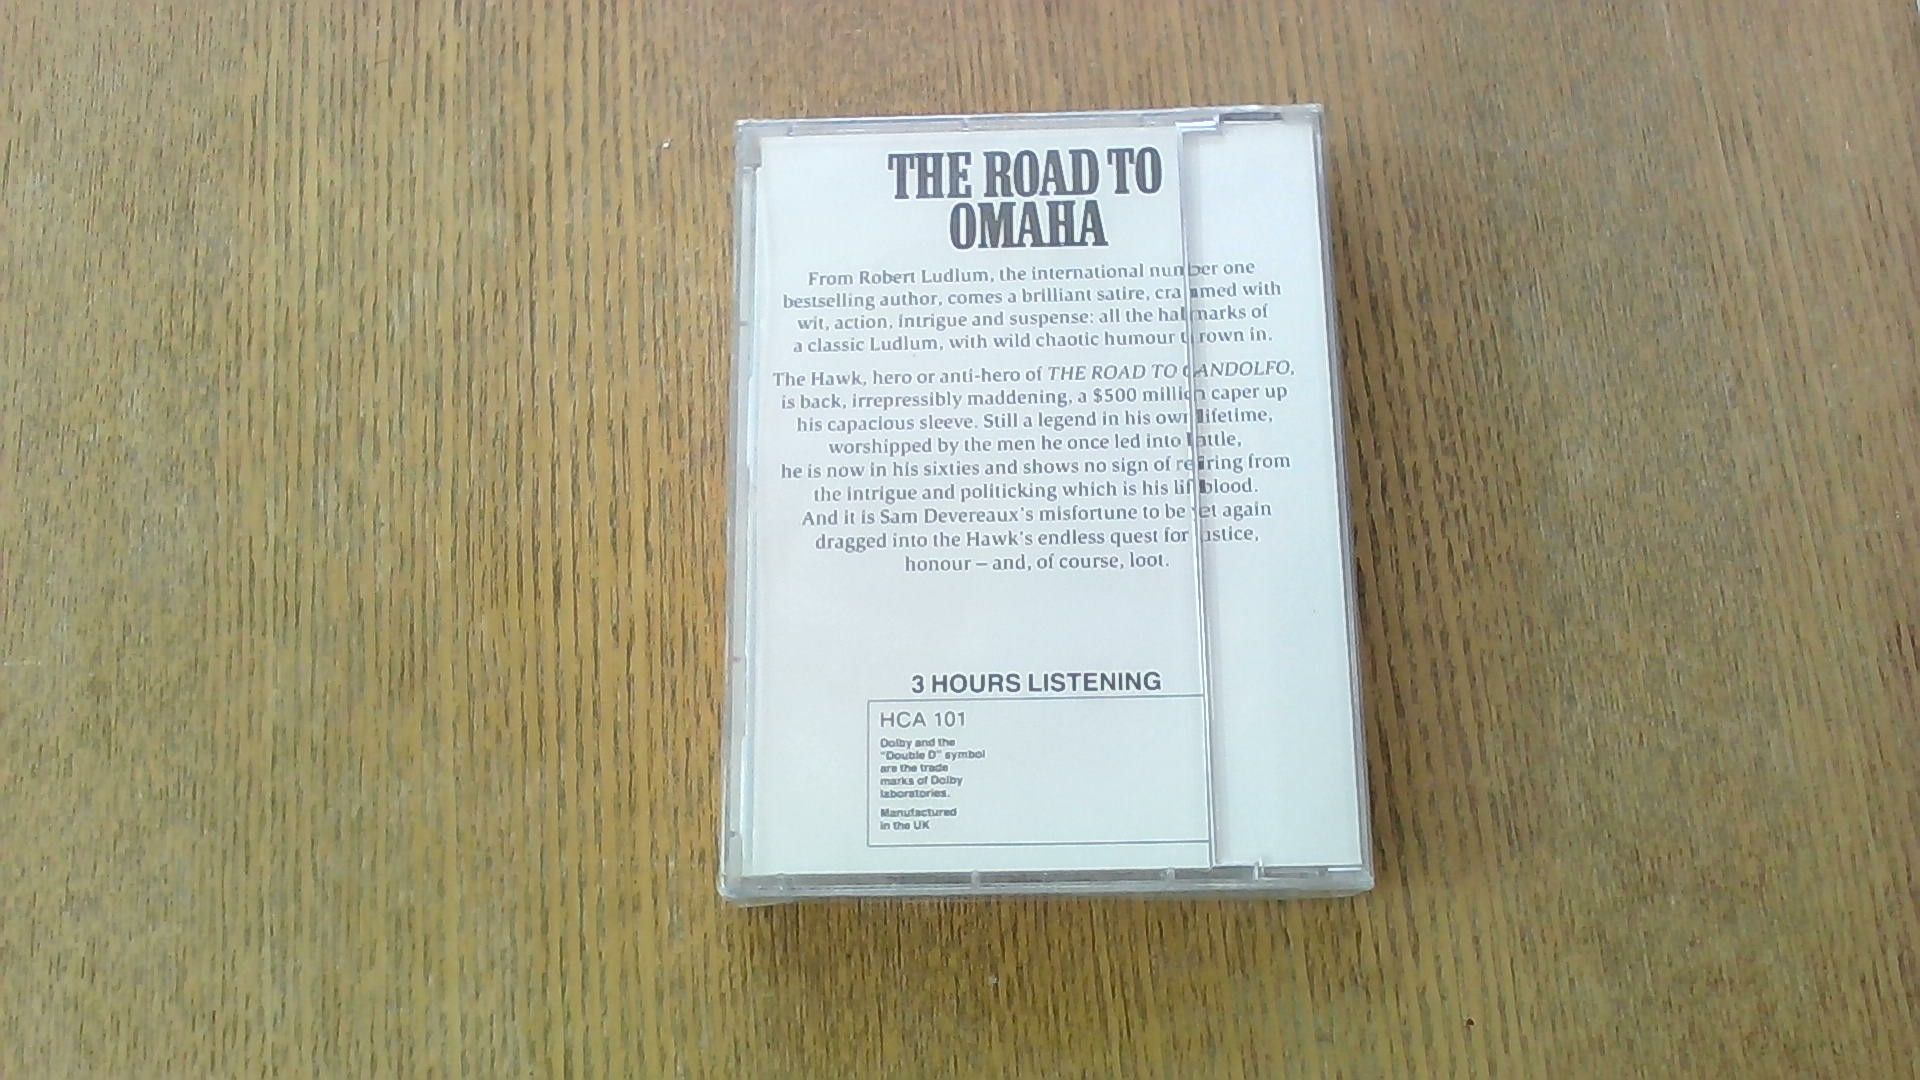 THE ROAD TO
OMAHA
From Robert Ludlum, the international number one
bestselling author, comes a brilliant satire, crammed with
wit, action, intrigue and suspense: all the hallmarks of
a classic Ludlum, with wild chaotic humour thrown in.
The Hawk, hero or anti-hero of THE ROAD TO GANDOLFO,
is back, irrepressibly maddening, a $500 million caper up
his capacious sleeve. Still a legend in his own lifetime,
worshipped by the men he once led into battle,
he is now in his sixties and shows no sign of retiring from
the intrigue and politicking which is his lifeblood.
And it is Sam Devereaux's misfortune to be yet again
dragged into the Hawk's endless quest for justice,
honour – and, of course, loot.
3 HOURS LISTENING
HCA 101
Dolby and the
"Double D" symbol
are the trade
marks of Dolby
laboratories.
Manufactured
in the UK